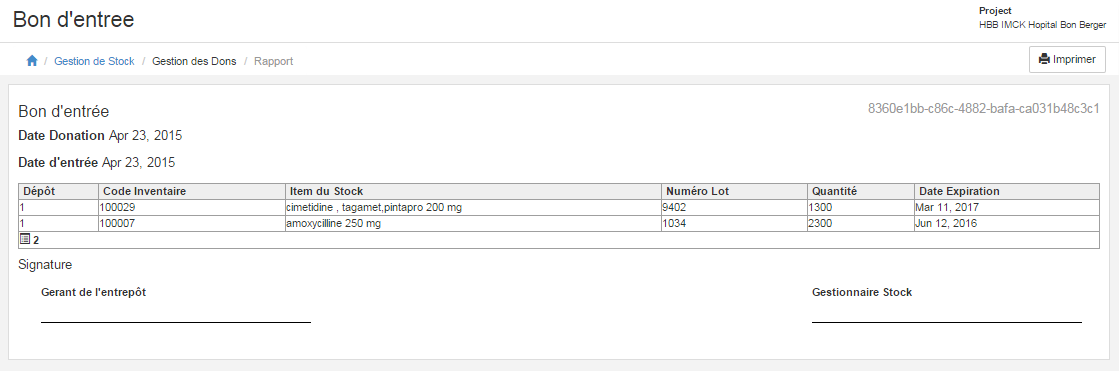 Bon d'entree
Project
HBB IMCK Hopital Bon Berger
/ Gestion de Stock / Gestion des Dons / Rapport
Imprimer
Bon d'entrée
8360e1bb-c86c-4882-bafa-ca031b48c3c1
Date Donation Apr 23, 2015
Date d'entrée Apr 23, 2015
Dépôt Code Inventaire Item du Stock Numéro Lot Quantité Date Expiration
1 100029 cimetidine , tagamet,pintapro 200 mg 9402 1300 Mar 11, 2017
1 100007 amoxycilline 250 mg 1034 2300 Jun 12, 2016
2
Signature
Gerant de l'entrepôt Gestionnaire Stock